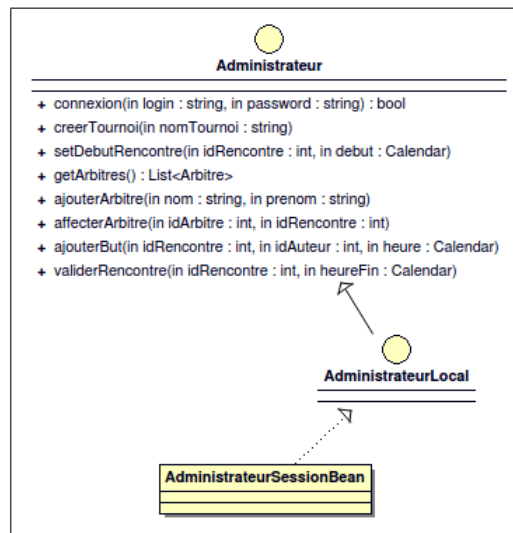 Administrateur
+ connexion(in login : string, in password : string) : bool
+ creerTournoi(in nomTournoi : string)
+ setDebutRencontre(in idRencontre : int, in debut : Calendar)
+ getArbitres() : List<Arbitre>
+ ajouterArbitre(in nom : string, in prenom : string)
+ affecterArbitre(in idArbitre : int, in idRencontre : int)
+ ajouterBut(in idRencontre : int, in idAuteur : int, in heure : Calendar)
+ validerRencontre(in idRencontre : int, in heureFin : Calendar)
AdministrateurLocal
AdministrateurSessionBean